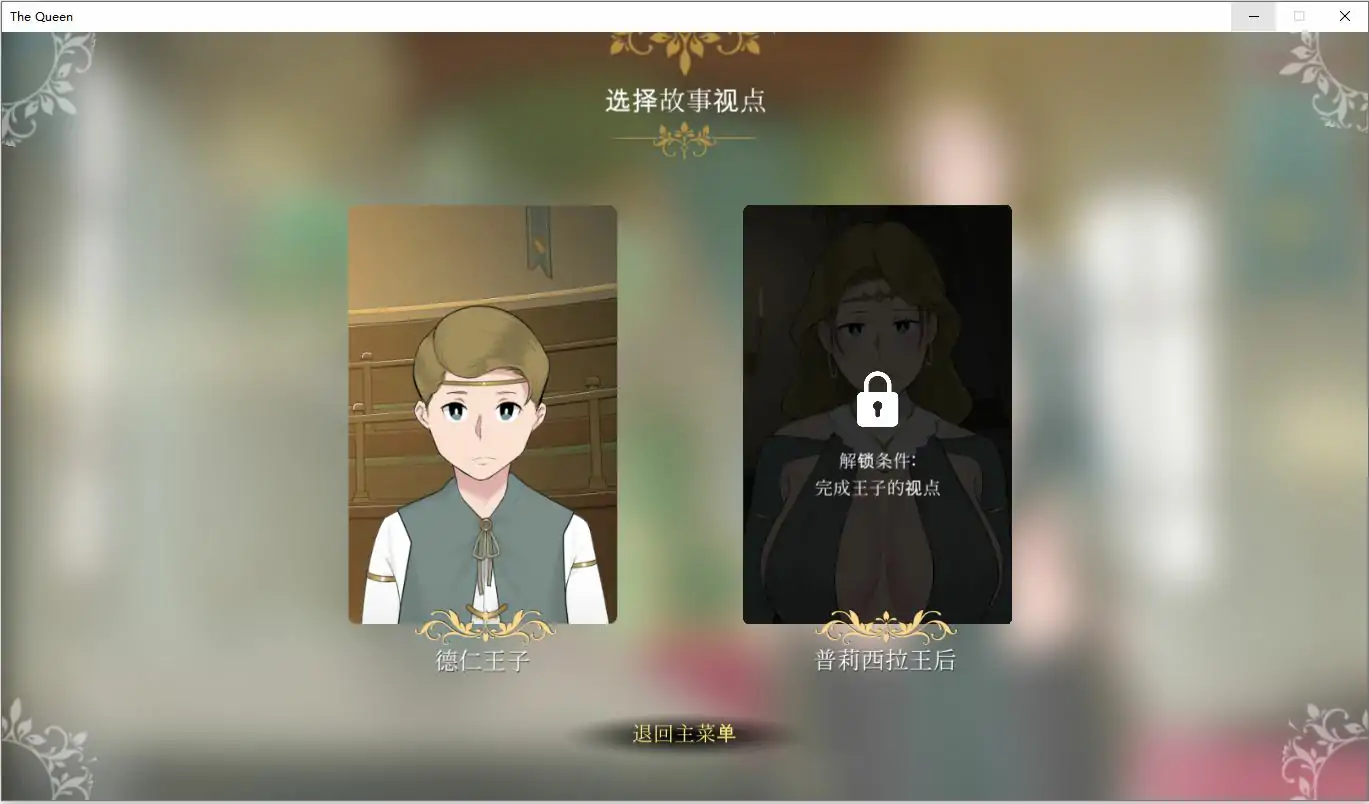 The Queen
选择故事视点
解锁条件:
完成王子的视点
德仁王子
普莉西拉王后
退回主菜单